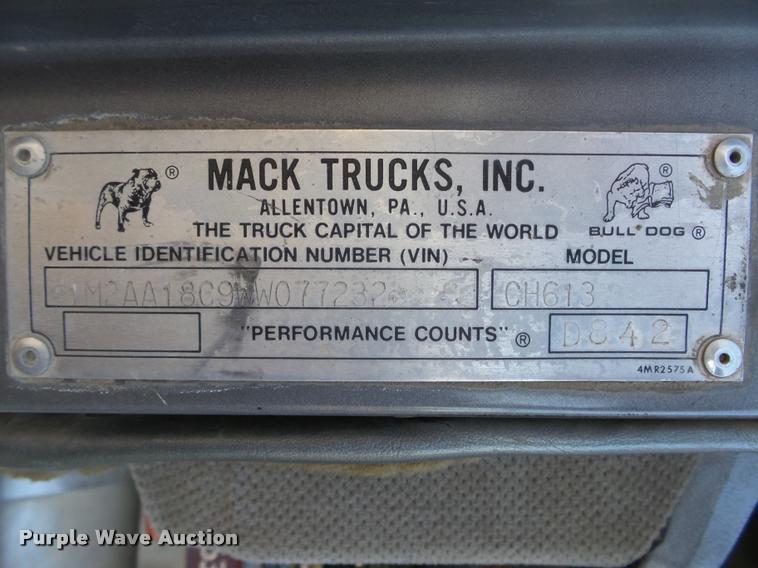 MACK TRUCKS, INC.
ALLENTOWN, PA., U.S.A.
THE TRUCK CAPITAL OF THE WORLD
BULL DOG ®
VEHICLE IDENTIFICATION NUMBER (VIN) MODEL
1M2AA18C9WW077232 CH613
"PERFORMANCE COUNTS" ® D842
4MR2575A
Purple Wave Auction